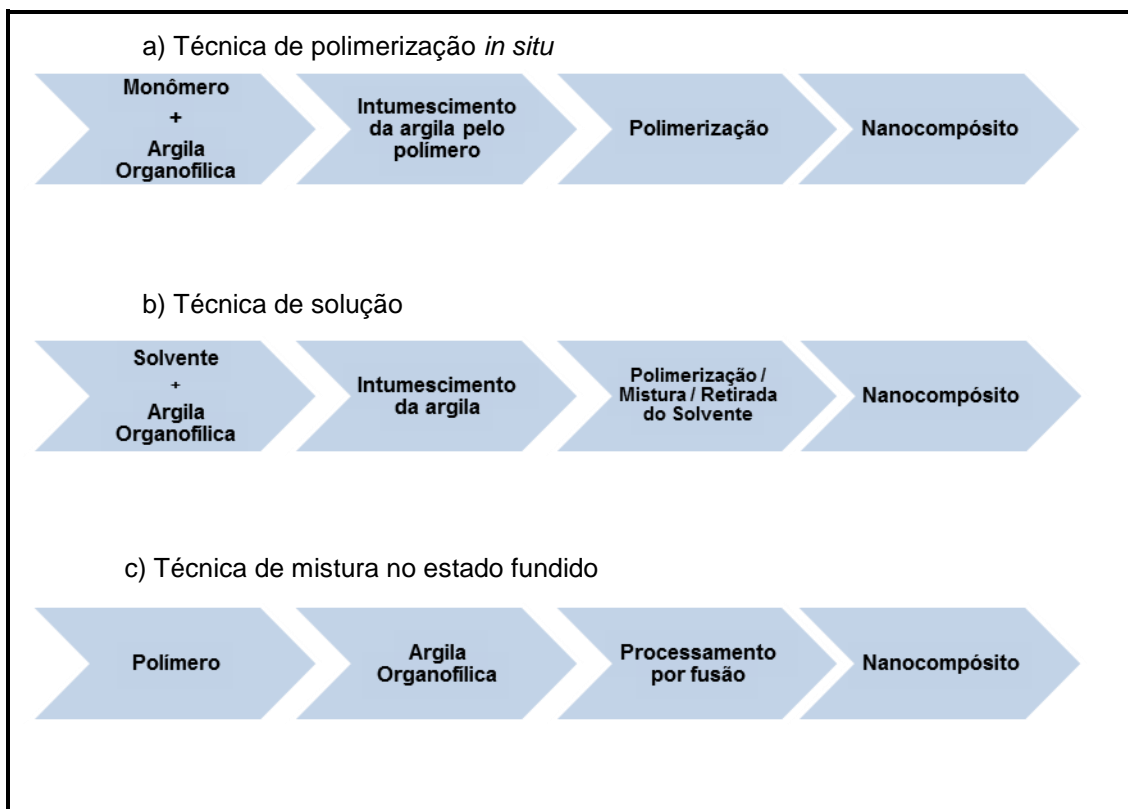 a) Técnica de polimerização in situ
Monômero
+
Argila
Organofílica
Intumescimento
da argila pelo
polímero
Polimerização
Nanocompósito
b) Técnica de solução
Solvente
+
Argila
Organofílica
Intumescimento
da argila
Polimerização /
Mistura / Retirada
do Solvente
Nanocompósito
c) Técnica de mistura no estado fundido
Polímero
Argila
Organofílica
Processamento
por fusão
Nanocompósito